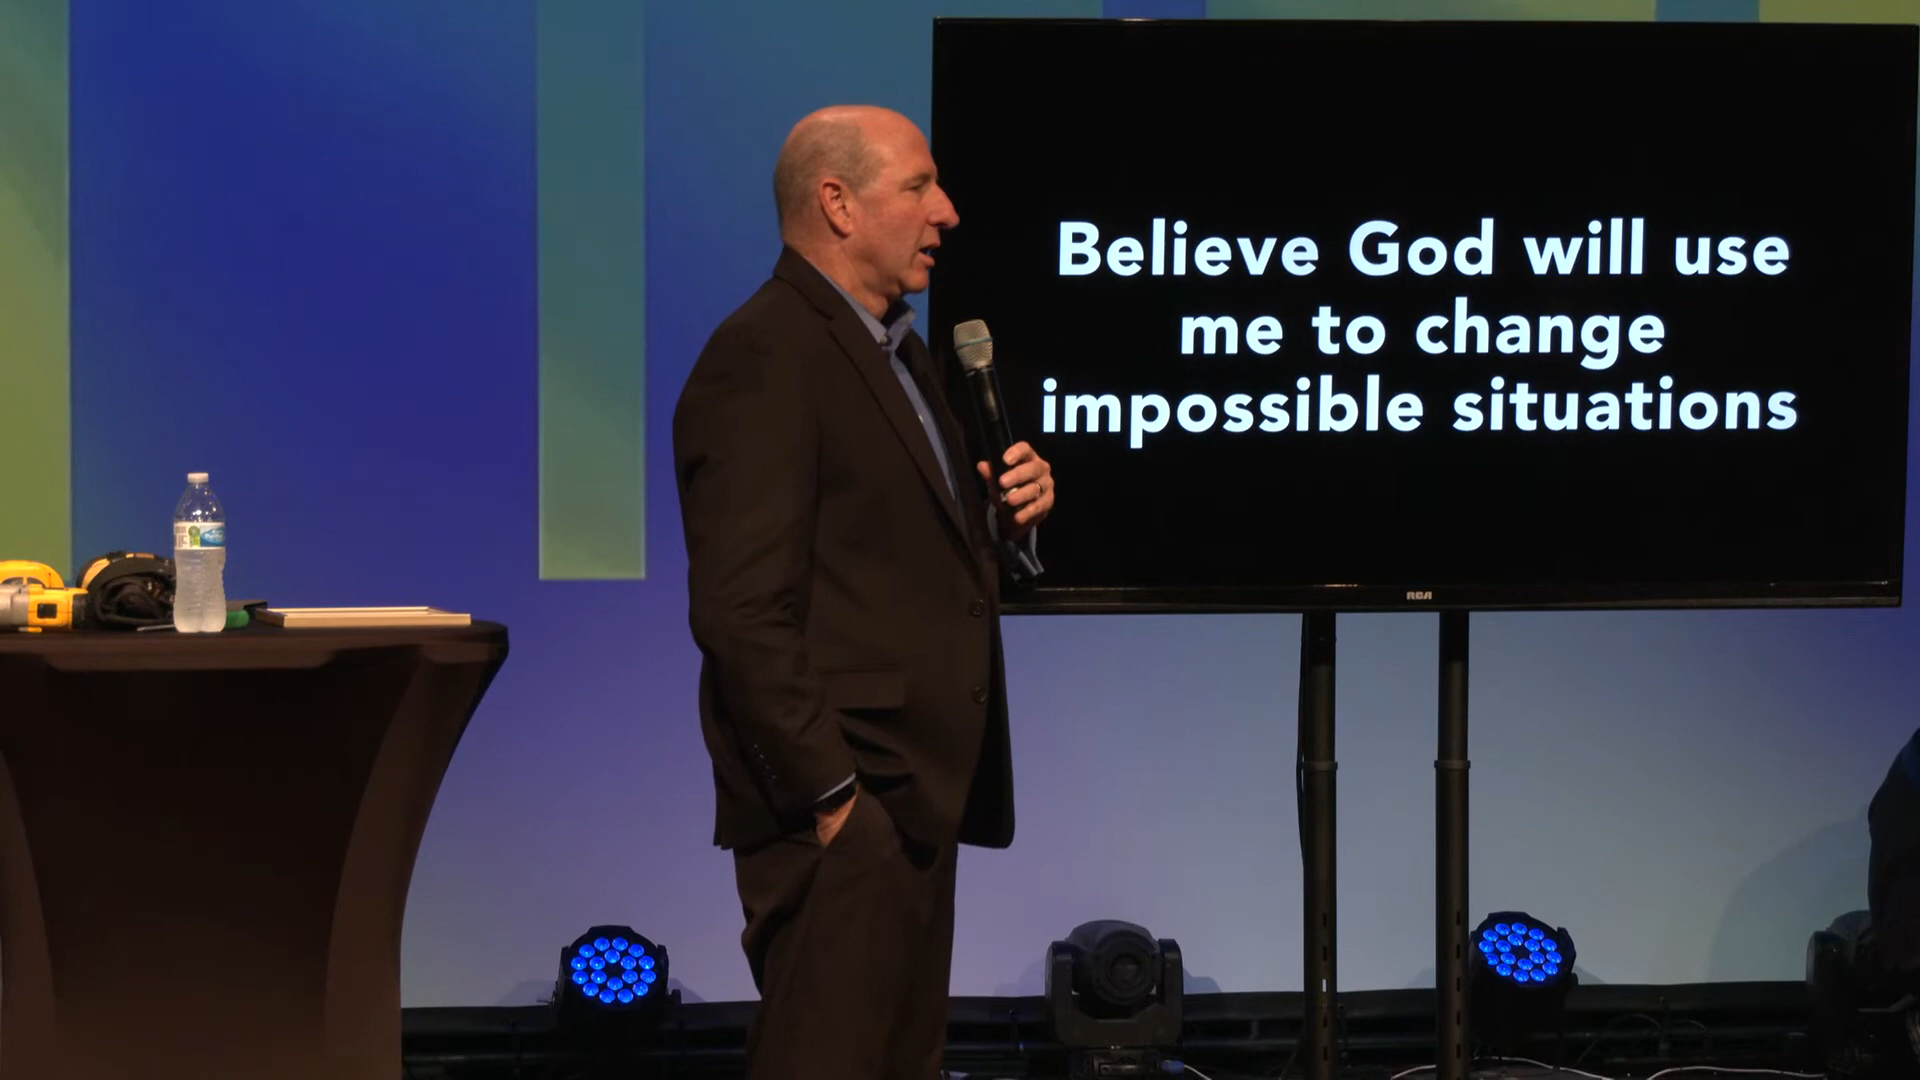 Believe God will use
me to change
impossible situations
RCA